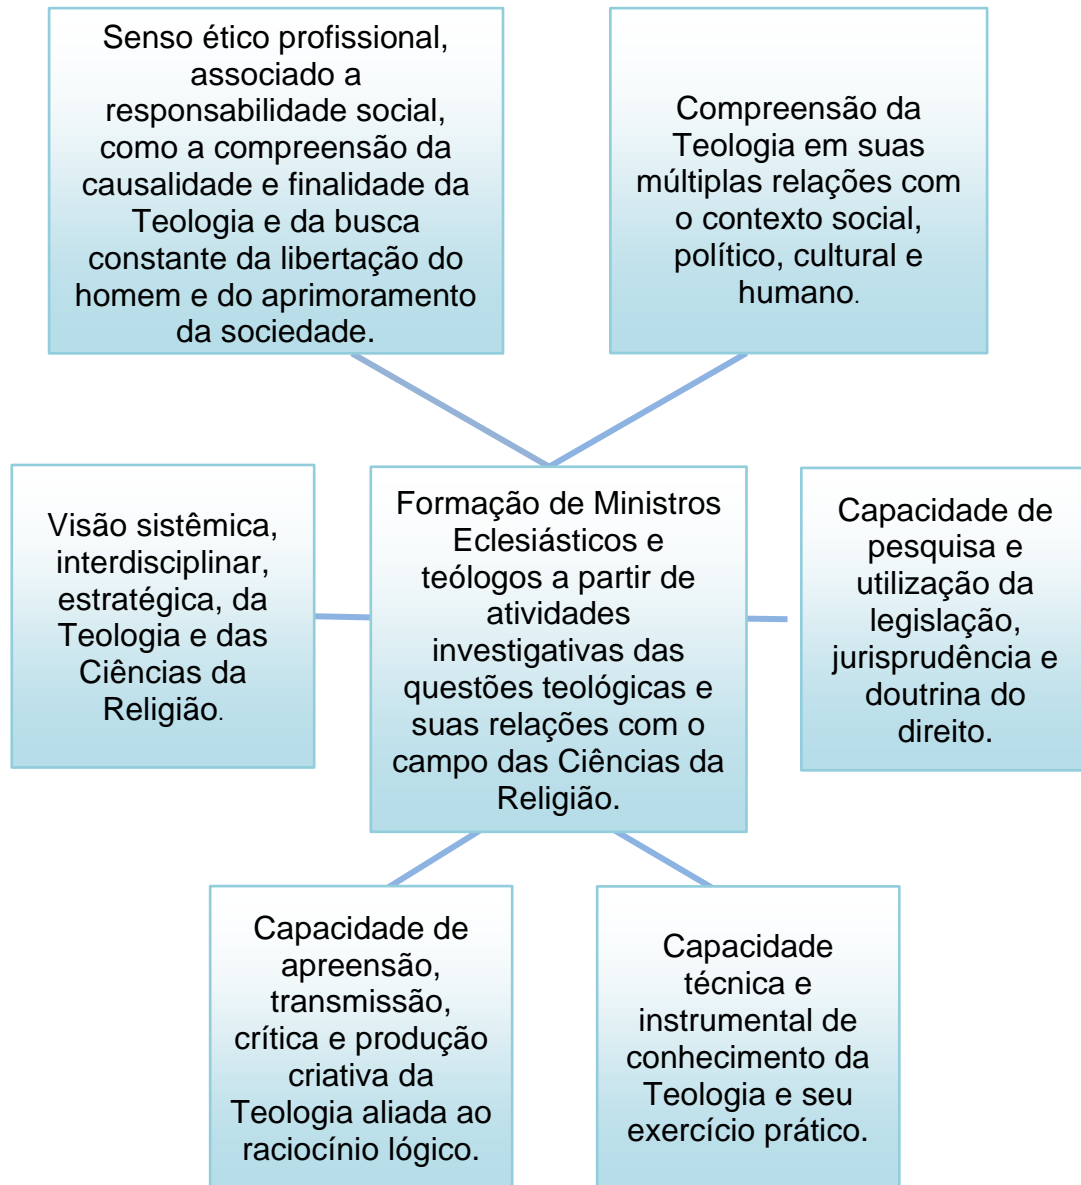 Senso ético profissional,
associado a
responsabilidade social,
como a compreensão da
causalidade e finalidade da
Teologia e da busca
constante da libertação do
homem e do aprimoramento
da sociedade.
Compreensão da
Teologia em suas
múltiplas relações com
o contexto social,
político, cultural e
humano.
Visão sistêmica,
interdisciplinar,
estratégica, da
Teologia e das
Ciências da
Religião.
Formação de Ministros
Eclesiásticos e
teólogos a partir de
atividades
investigativas das
questões teológicas e
suas relações com o
campo das Ciências da
Religião.
Capacidade de
pesquisa e
utilização da
legislação,
jurisprudência e
doutrina do
direito.
Capacidade de
apreensão,
transmissão,
crítica e produção
criativa da
Teologia aliada ao
raciocínio lógico.
Capacidade
técnica e
instrumental de
conhecimento da
Teologia e seu
exercício prático.